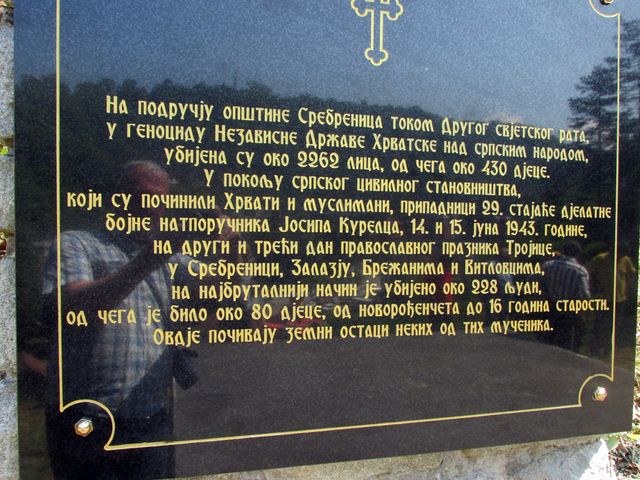 На подручју општине Сребреница током Другог свјетског рата,
у геноциду Независне Државе Хрватске над српским народом,
убијена су око 2262 лица, од чега око 430 дјеце.
У покољу српског цивилног становништва,
који су починили Хрвати и муслимани, припадници 29. стајаће дјелатне
бојне натпоручника Јосипа Курелца, 14. и 15. јуна 1943. године,
на други и трећи дан православног празника Тројице,
у Сребреници, Залазју, Брежанима и Витловцима,
на најбруталнији начин је убијено око 228 људи,
од чега је било око 80 дјеце, од новорођенчета до 16 година старости.
Овдје почивају земни остаци неких од тих мученика.